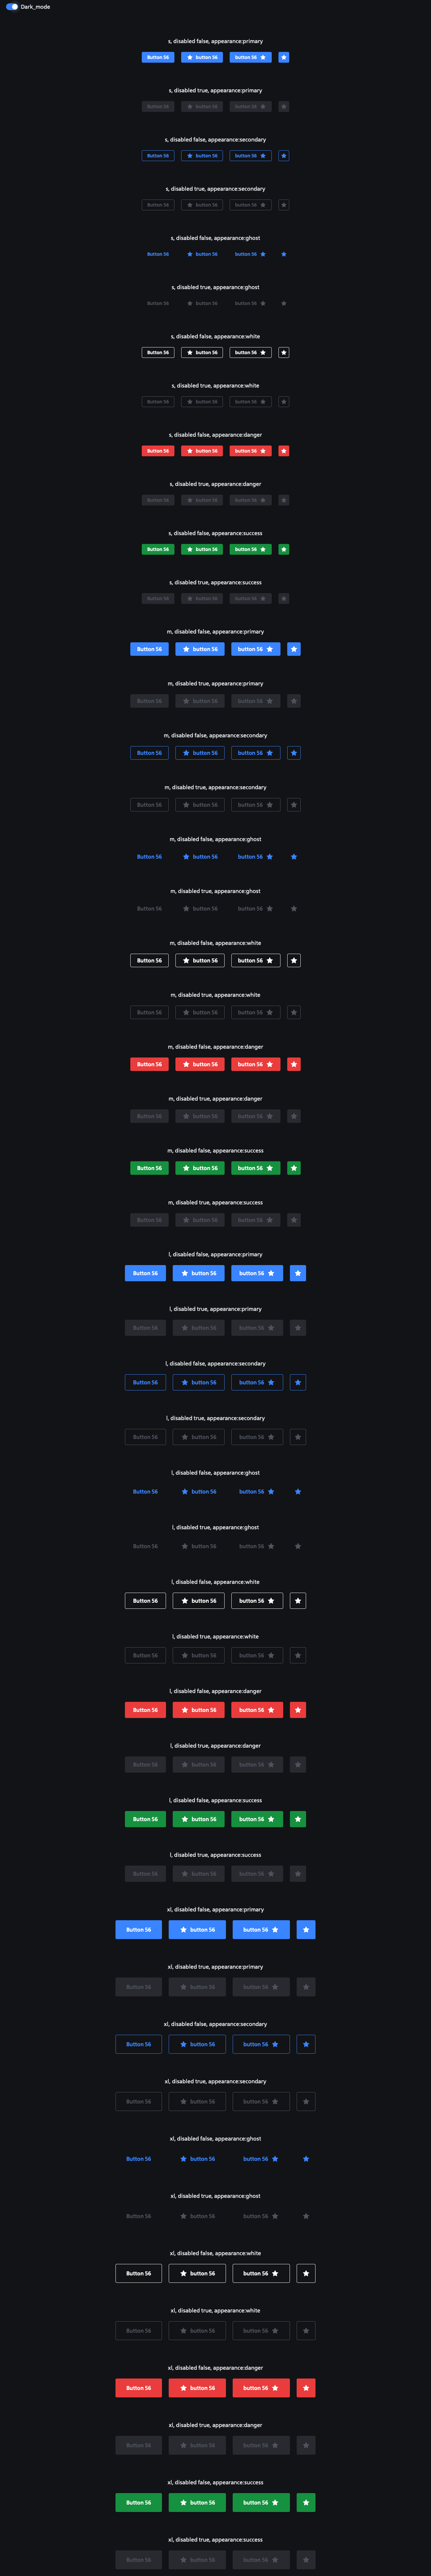 Dark_mode
s, disabled false, appearance:primary
Button 56 button 56 button 56
s, disabled true, appearance:primary
Button 56 button 56 button 56
s, disabled false, appearance:secondary
Button 56 button 56 button 56
s, disabled true, appearance:secondary
Button 56 button 56 button 56
s, disabled false, appearance:ghost
Button 56 button 56 button 56
s, disabled true, appearance:ghost
Button 56 button 56 button 56
s, disabled false, appearance:white
Button 56 button 56 button 56
s, disabled true, appearance:white
Button 56 button 56 button 56
s, disabled false, appearance:danger
Button 56 button 56 button 56
s, disabled true, appearance:danger
Button 56 button 56 button 56
s, disabled false, appearance:success
Button 56 button 56 button 56
s, disabled true, appearance:success
Button 56 button 56 button 56
m, disabled false, appearance:primary
Button 56 button 56 button 56
m, disabled true, appearance:primary
Button 56 button 56 button 56
m, disabled false, appearance:secondary
Button 56 button 56 button 56
m, disabled true, appearance:secondary
Button 56 button 56 button 56
m, disabled false, appearance:ghost
Button 56 button 56 button 56
m, disabled true, appearance:ghost
Button 56 button 56 button 56
m, disabled false, appearance:white
Button 56 button 56 button 56
m, disabled true, appearance:white
Button 56 button 56 button 56
m, disabled false, appearance:danger
Button 56 button 56 button 56
m, disabled true, appearance:danger
Button 56 button 56 button 56
m, disabled false, appearance:success
Button 56 button 56 button 56
m, disabled true, appearance:success
Button 56 button 56 button 56
l, disabled false, appearance:primary
Button 56 button 56 button 56
l, disabled true, appearance:primary
Button 56 button 56 button 56
l, disabled false, appearance:secondary
Button 56 button 56 button 56
l, disabled true, appearance:secondary
Button 56 button 56 button 56
l, disabled false, appearance:ghost
Button 56 button 56 button 56
l, disabled true, appearance:ghost
Button 56 button 56 button 56
l, disabled false, appearance:white
Button 56 button 56 button 56
l, disabled true, appearance:white
Button 56 button 56 button 56
l, disabled false, appearance:danger
Button 56 button 56 button 56
l, disabled true, appearance:danger
Button 56 button 56 button 56
l, disabled false, appearance:success
Button 56 button 56 button 56
l, disabled true, appearance:success
Button 56 button 56 button 56
xl, disabled false, appearance:primary
Button 56 button 56 button 56
xl, disabled true, appearance:primary
Button 56 button 56 button 56
xl, disabled false, appearance:secondary
Button 56 button 56 button 56
xl, disabled true, appearance:secondary
Button 56 button 56 button 56
xl, disabled false, appearance:ghost
Button 56 button 56 button 56
xl, disabled true, appearance:ghost
Button 56 button 56 button 56
xl, disabled false, appearance:white
Button 56 button 56 button 56
xl, disabled true, appearance:white
Button 56 button 56 button 56
xl, disabled false, appearance:danger
Button 56 button 56 button 56
xl, disabled true, appearance:danger
Button 56 button 56 button 56
xl, disabled false, appearance:success
Button 56 button 56 button 56
xl, disabled true, appearance:success
Button 56 button 56 button 56